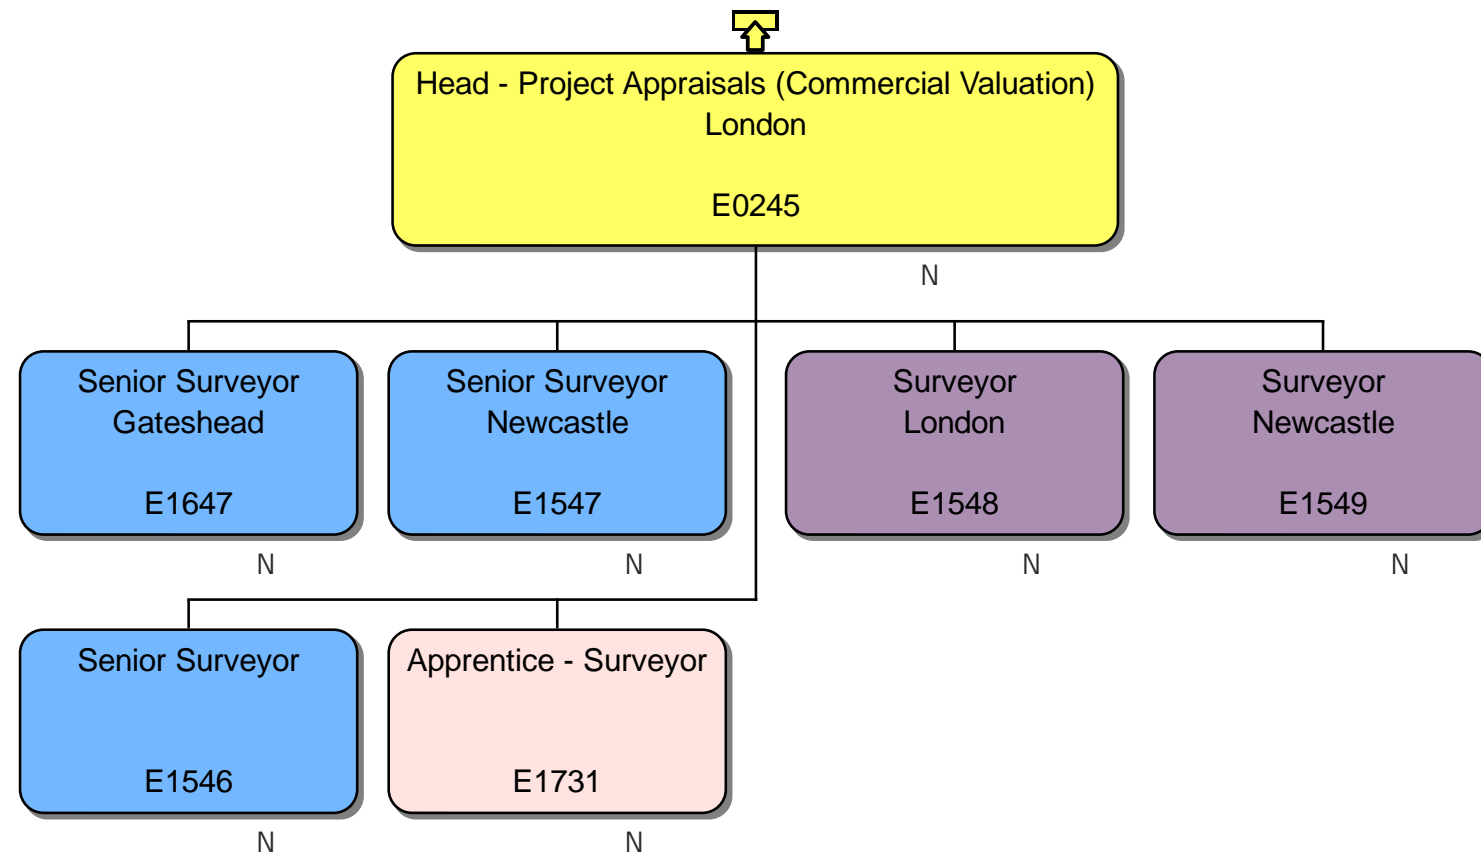 Head - Project Appraisals (Commercial Valuation)
London
E0245
N
Senior Surveyor
Gateshead
E1647
N
Senior Surveyor
Newcastle
E1547
N
Surveyor
London
E1548
N
Surveyor
Newcastle
E1549
N
Senior Surveyor
E1546
N
Apprentice - Surveyor
E1731
N